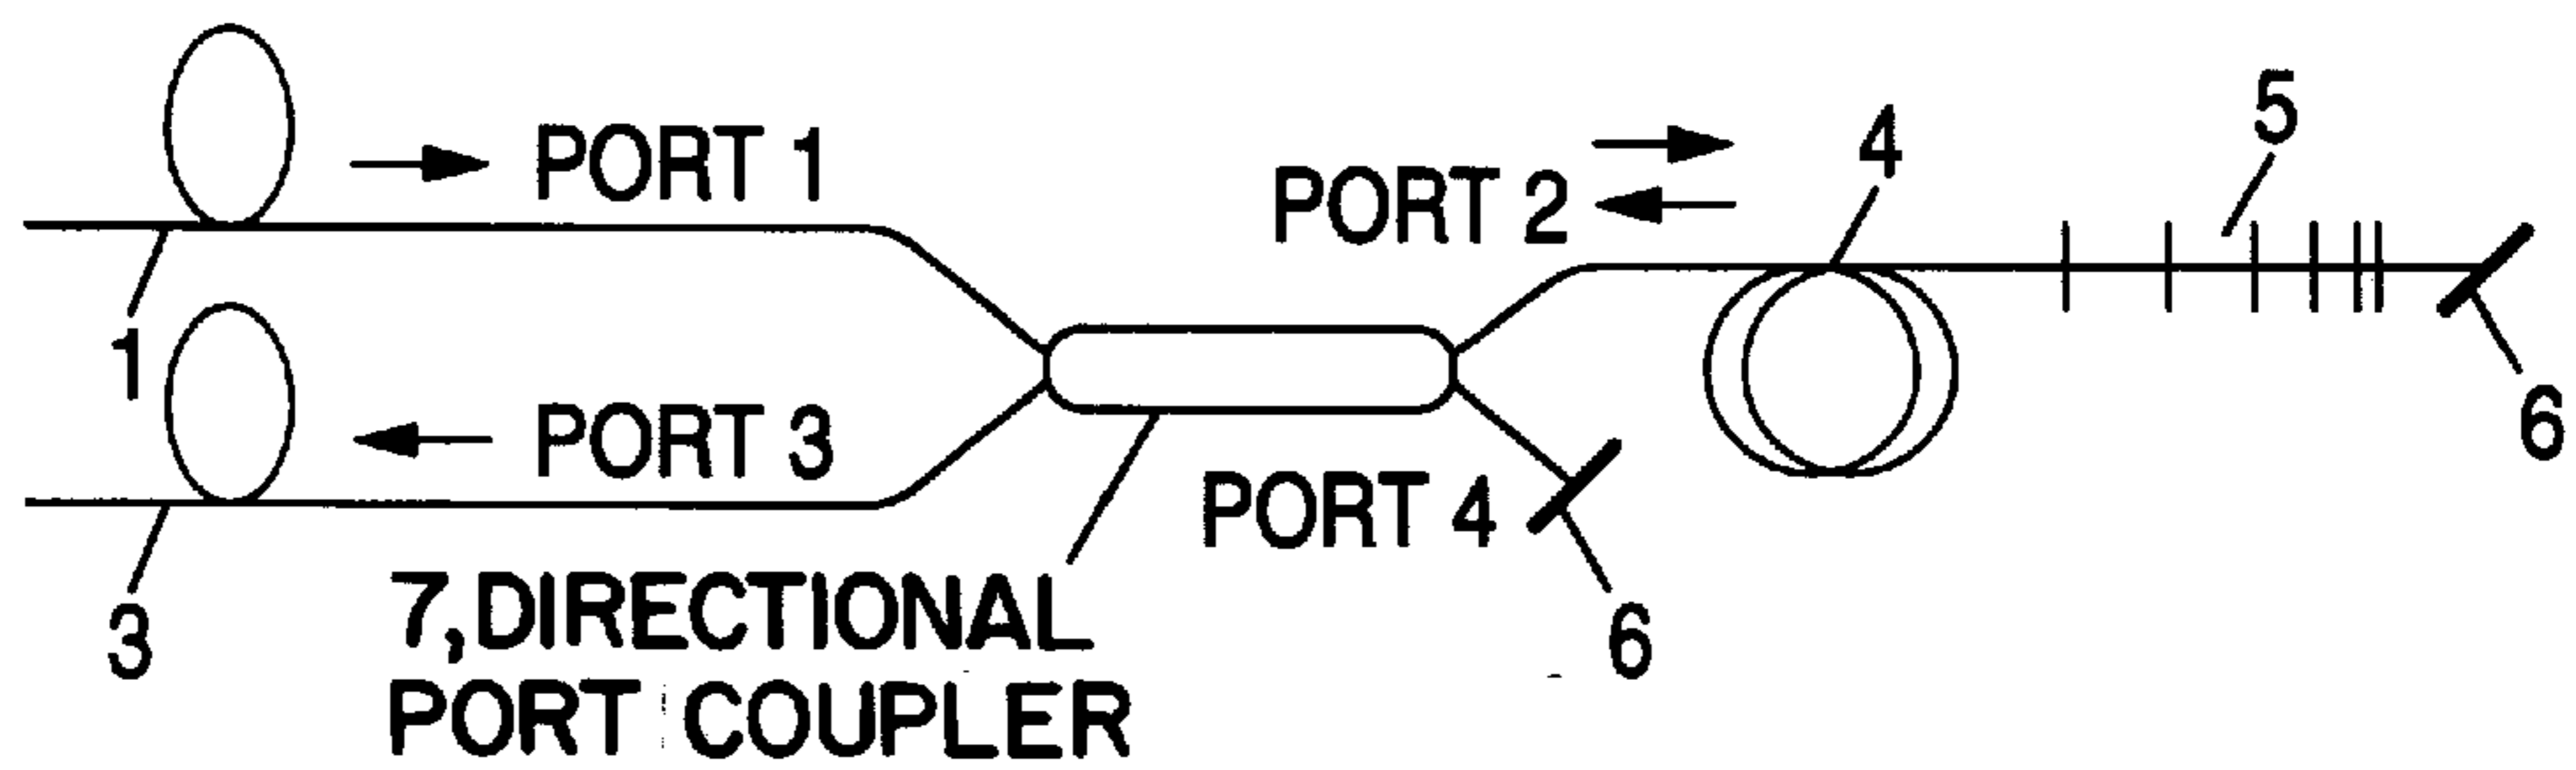 5
4
PORT 1
PORT 2
1
6
PORT 3
PORT 4
7,DIRECTIONAL
PORT COUPLER
3
6